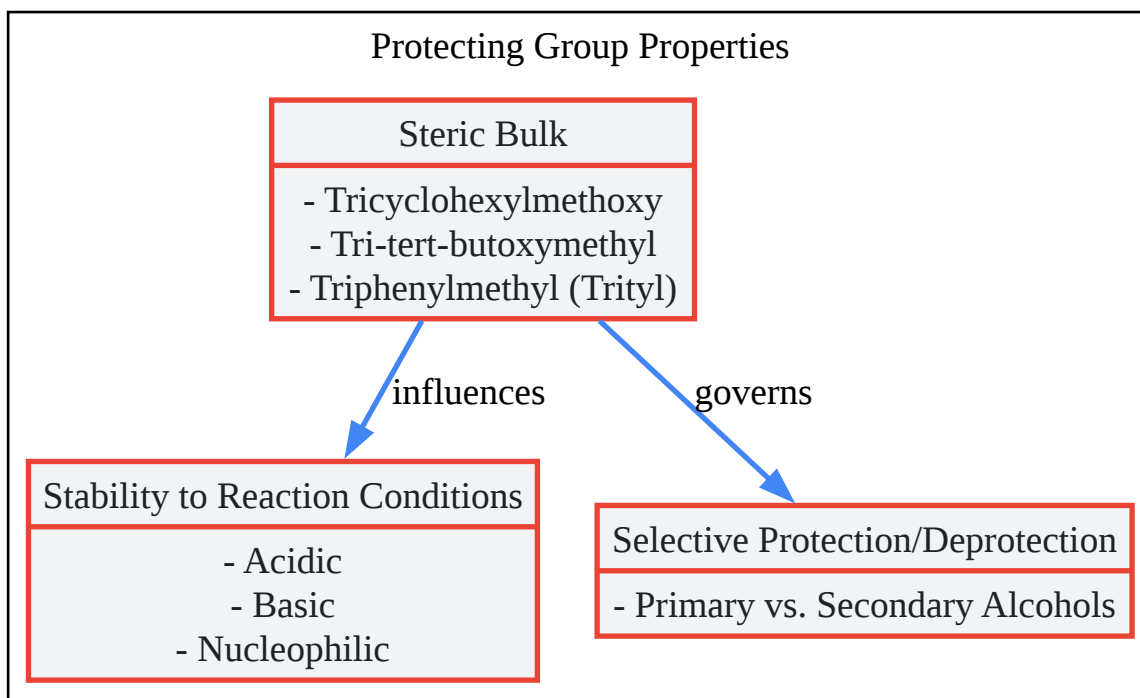 Protecting Group Properties
Steric Bulk
- Tricyclohexylmethoxy
- Tri-tert-butoxymethyl
- Triphenylmethyl (Trityl)
influences
governs
Stability to Reaction Conditions
- Acidic
- Basic
- Nucleophilic
Selective Protection/Deprotection
- Primary vs. Secondary Alcohols